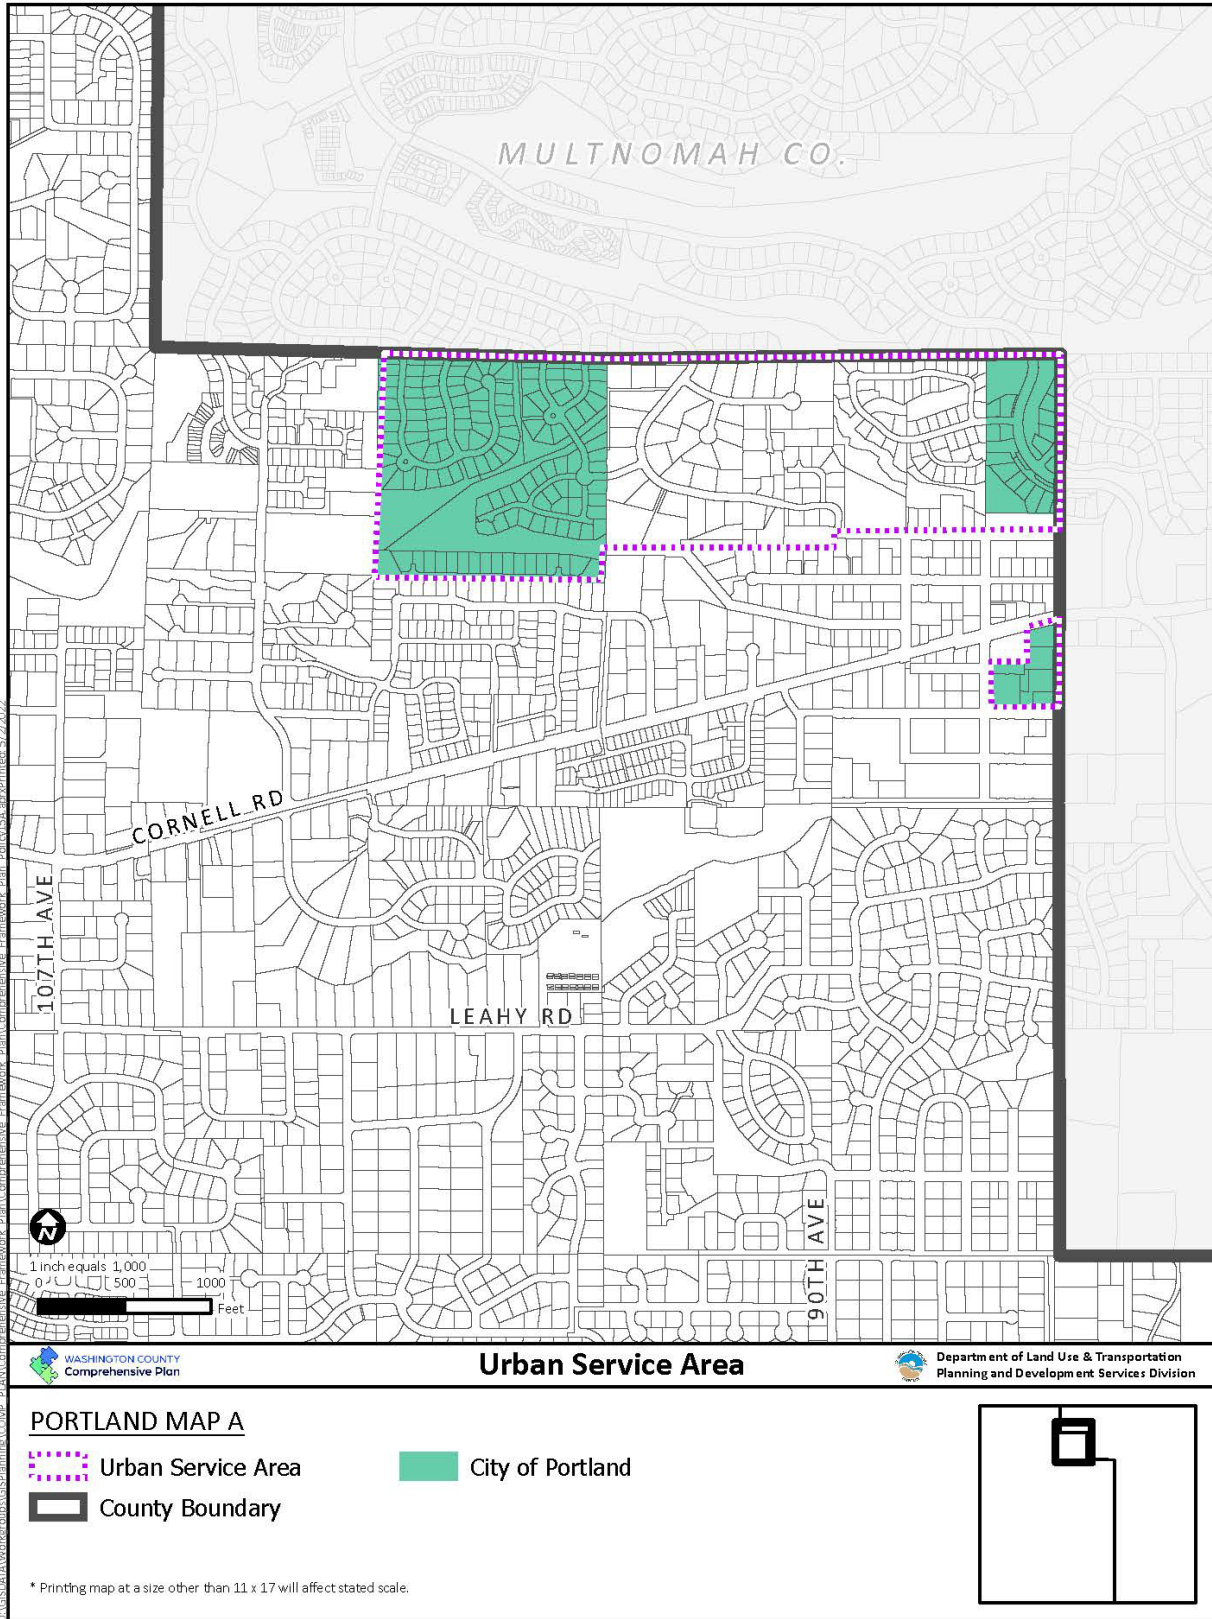 MULTNOMAH CO.
CORNELL RD
107TH AVE
LEAHY RD
90TH AVE
N
1 inch equals 1,000
0 500 1000
Feet
WASHINGTON COUNTY
Comprehensive Plan
Urban Service Area
Department of Land Use & Transportation
Planning and Development Services Division
PORTLAND MAP A
Urban Service Area
City of Portland
County Boundary
* Printing map at a size other than 11 x 17 will affect stated scale.